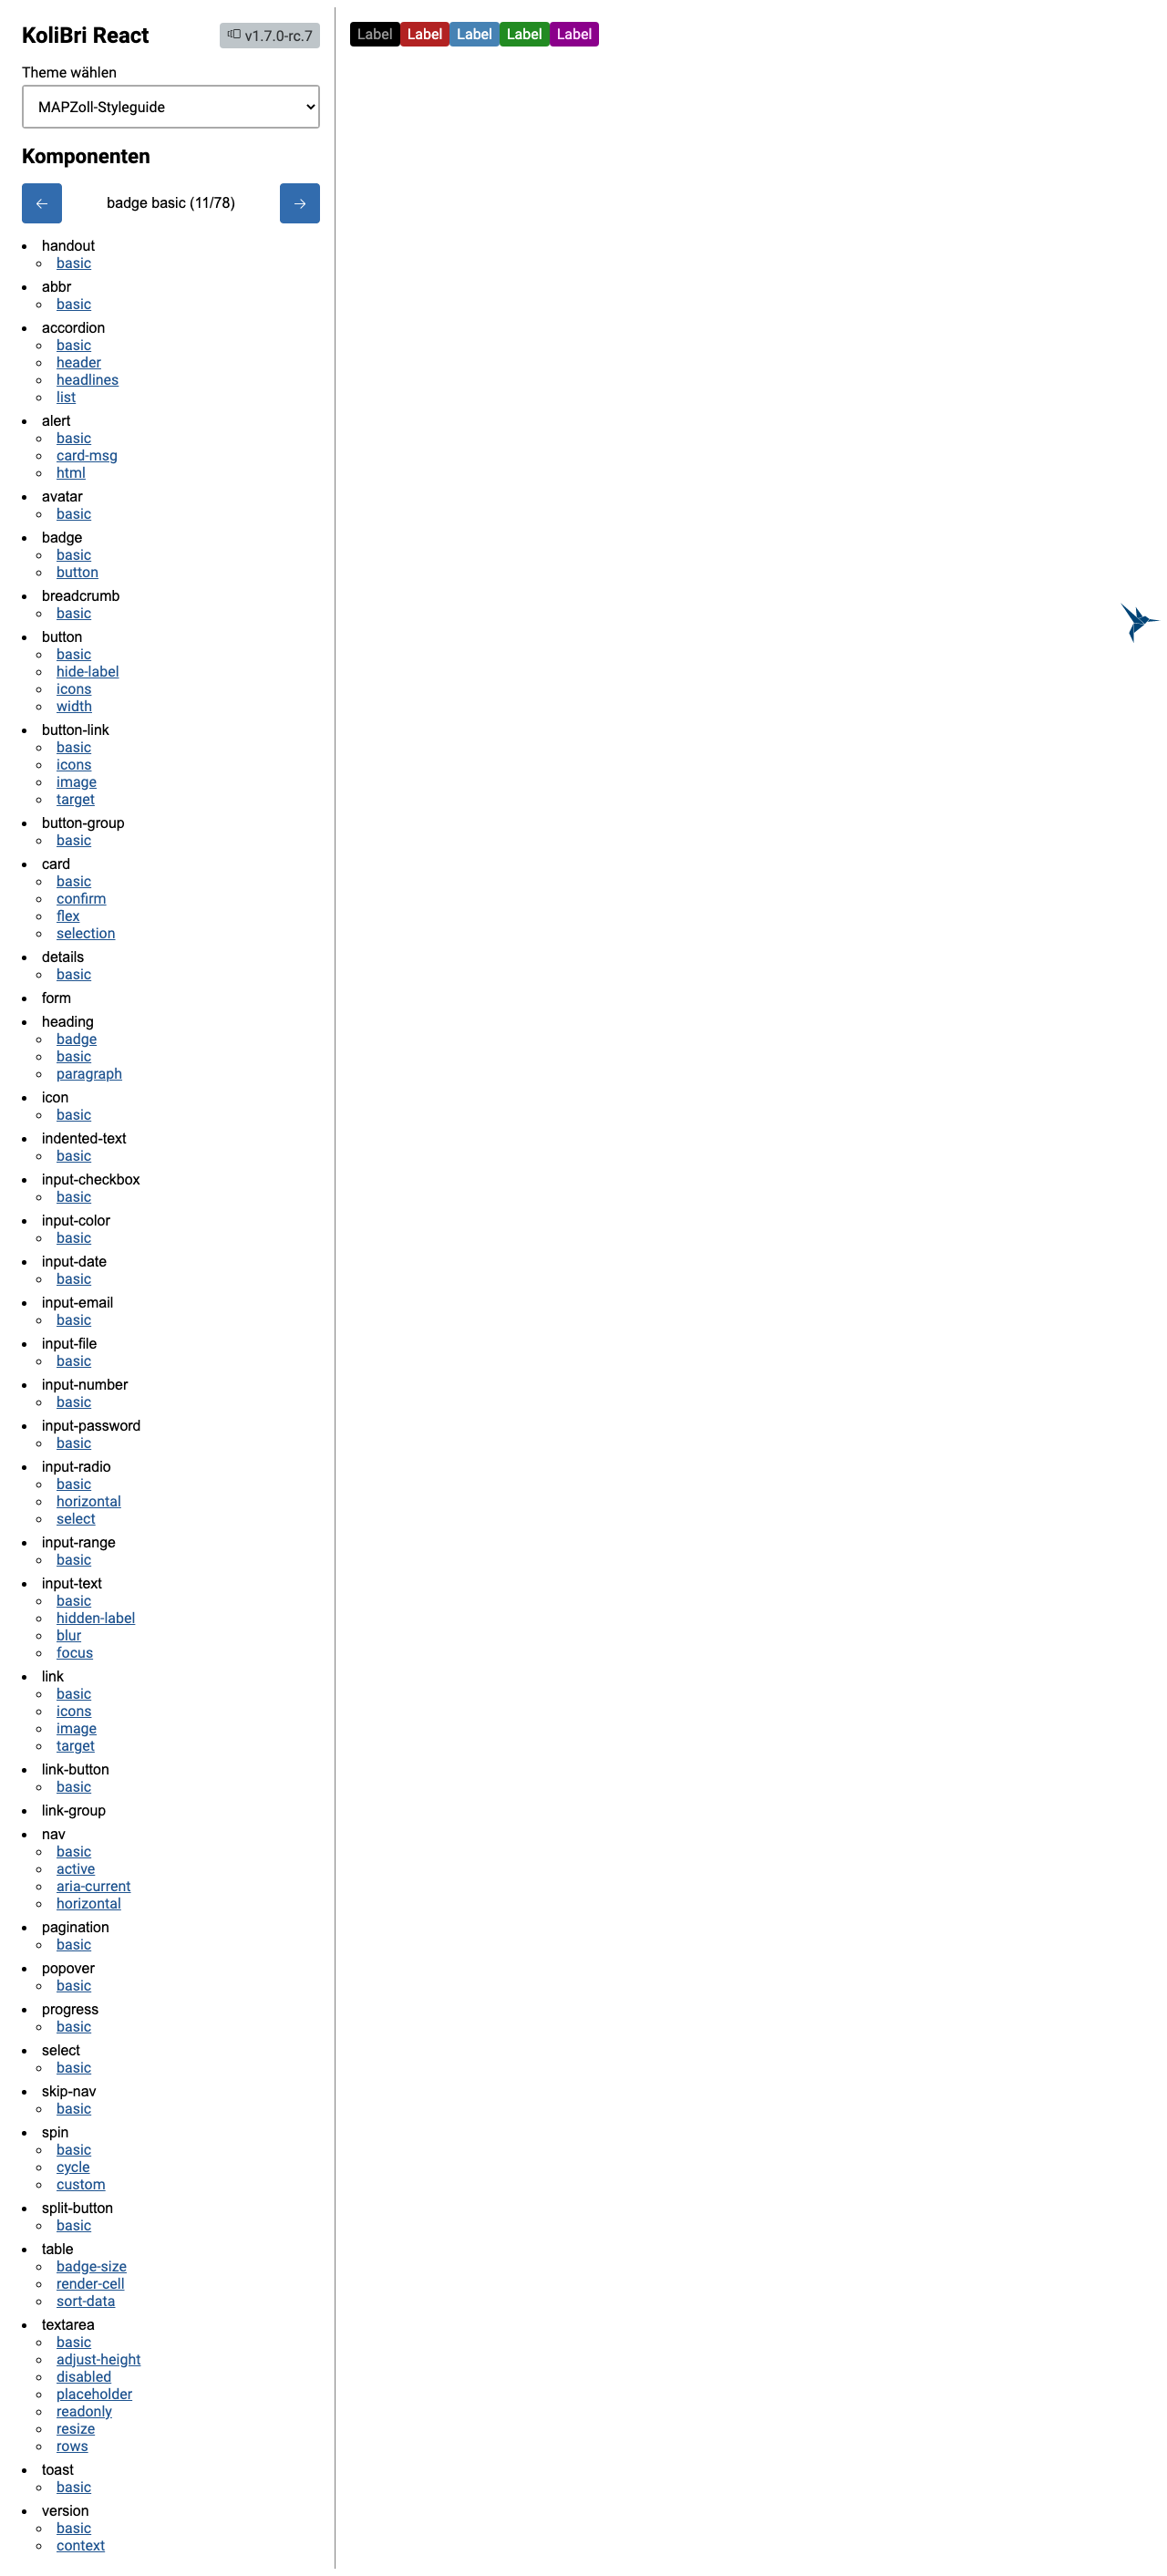 KoliBri React
v1.7.0-rc.7
Theme wählen
MAPZoll-Styleguide
Komponenten
badge basic (11/78)
handout
basic
abbr
basic
accordion
basic
header
headlines
list
alert
basic
card-msg
html
avatar
basic
badge
basic
button
breadcrumb
basic
button
basic
hide-label
icons
width
button-link
basic
icons
image
target
button-group
basic
card
basic
confirm
flex
selection
details
basic
form
heading
badge
basic
paragraph
icon
basic
indented-text
basic
input-checkbox
basic
input-color
basic
input-date
basic
input-email
basic
input-file
basic
input-number
basic
input-password
basic
input-radio
basic
horizontal
select
input-range
basic
input-text
basic
hidden-label
blur
focus
link
basic
icons
image
target
link-button
basic
link-group
nav
basic
active
aria-current
horizontal
pagination
basic
popover
basic
progress
basic
select
basic
skip-nav
basic
spin
basic
cycle
custom
split-button
basic
table
badge-size
render-cell
sort-data
textarea
basic
adjust-height
disabled
placeholder
readonly
resize
rows
toast
basic
version
basic
context
Label Label Label Label Label